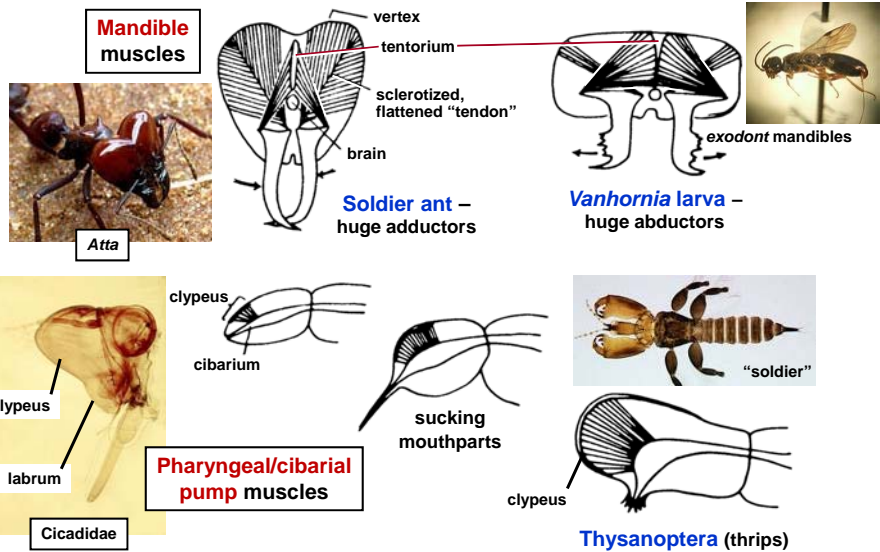 Mandible
muscles
vertex
tentorium
sclerotized,
flattened “tendon”
brain
exodont mandibles
Soldier ant –
huge adductors
Vanhornia larva –
huge abductors
Atta
clypeus
cibarium
sucking
mouthparts
“soldier”
lypeus
labrum
Pharyngeal/cibarial
pump muscles
clypeus
Cicadidae
Thysanoptera (thrips)